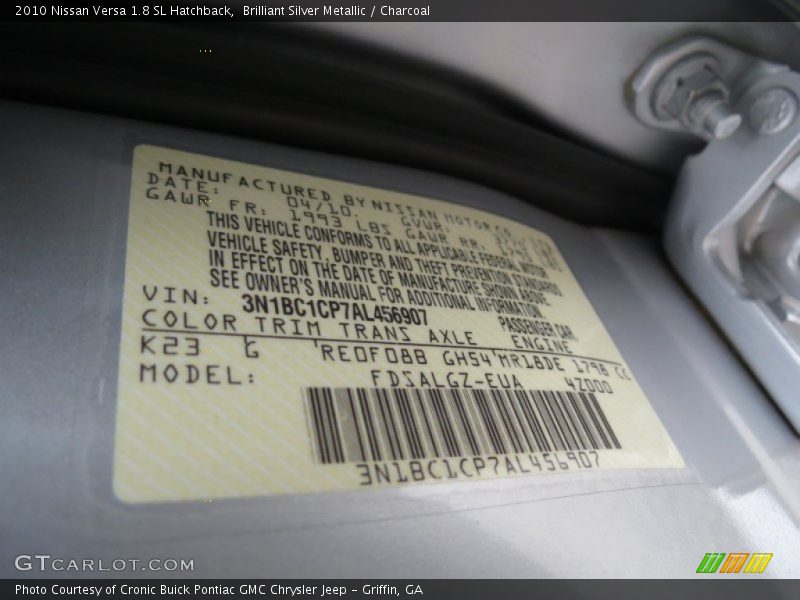 2010 Nissan Versa 1.8 SL Hatchback, Brilliant Silver Metallic / Charcoal
MANUFACTURED BY NISSAN MOTOR CO.
DATE: 04/10 GVWR:
GAWR FR: 1993 LBS GAWR RR:
THIS VEHICLE CONFORMS TO ALL APPLICABLE FEDERAL MOTOR
VEHICLE SAFETY, BUMPER AND THEFT PREVENTION STANDARDS
IN EFFECT ON THE DATE OF MANUFACTURE SHOWN ABOVE.
SEE OWNER'S MANUAL FOR ADDITIONAL INFORMATION.
VIN: 3N1BC1CP7AL456907 PASSENGER CAR
COLOR TRIM TRANS AXLE ENGINE
K23 G RE0F08B GH54 MR18DE 1798 CC
MODEL: FDSALGZ-EUA 4Z000
3N1BC1CP7AL456907
GTCARLOT.COM
Photo Courtesy of Cronic Buick Pontiac GMC Chrysler Jeep - Griffin, GA